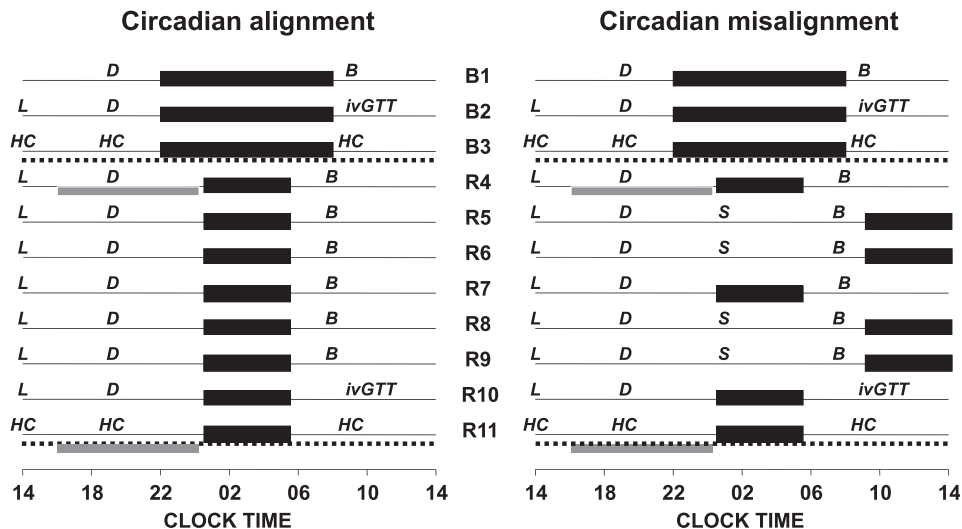 Circadian alignment Circadian misalignment
D B B1 D B
L D ivGTT B2 L D ivGTT
HC HC HC B3 HC HC HC
L D B R4 L D B
L D B R5 L D S B
L D B R6 L D S B
L D B R7 L D B
L D B R8 L D S B
L D B R9 L D S B
L D ivGTT R10 L D ivGTT
HC HC HC R11 HC HC HC
14 18 22 02 06 14 14 18 22 02 06 10 14
CLOCK TIME CLOCK TIME